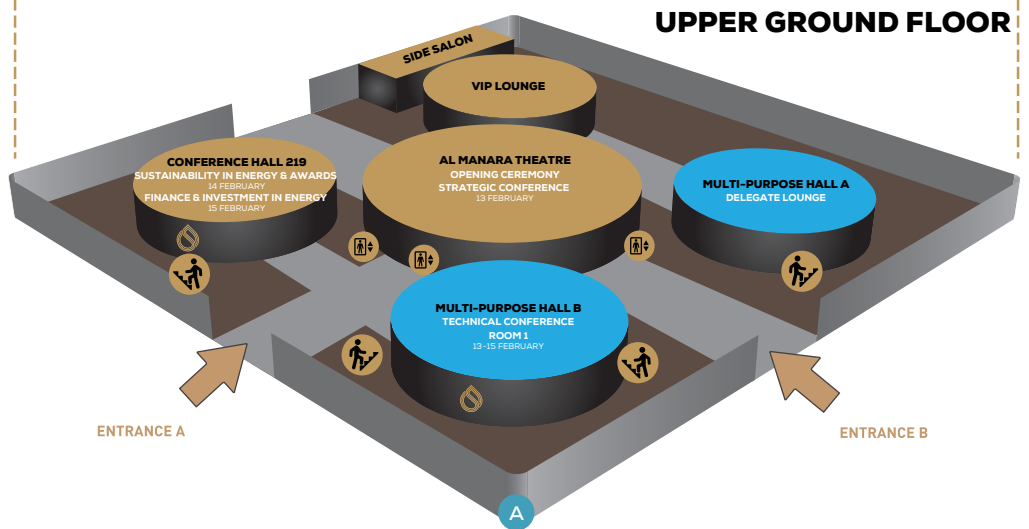 UPPER GROUND FLOOR
SIDE SALON
VIP LOUNGE
CONFERENCE HALL 219
SUSTAINABILITY IN ENERGY & AWARDS
14 FEBRUARY
FINANCE & INVESTMENT IN ENERGY
15 FEBRUARY
AL MANARA THEATRE
OPENING CEREMONY
STRATEGIC CONFERENCE
13 FEBRUARY
MULTI-PURPOSE HALL A
DELEGATE LOUNGE
MULTI-PURPOSE HALL B
TECHNICAL CONFERENCE
ROOM 1
13-15 FEBRUARY
ENTRANCE A
ENTRANCE B
A